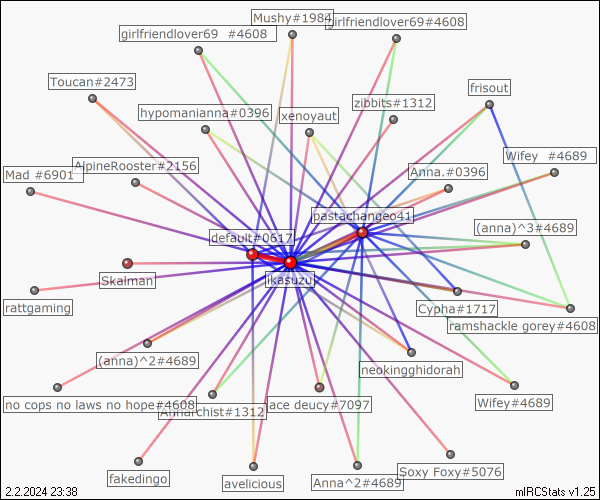 Mushy#1984
girlfriendlover69 #4608
girlfriendlover69#4608
Toucan#2473
frisout
zibbits#1312
hypomanianna#0396
xenoyaut
Wifey #4689
AlpineRooster#2156
Mad #6901
Anna.#0396
pastachangeo41
(anna)^3#4689
default#0617
Skalman
ikasuzu
rattgaming
Cypha#1717
ramshackle gorey#4608
(anna)^2#4689
neokingghidorah
no cops no laws no hope#4608
Annarchist#1312
ace deucy#7097
Wifey#4689
fakedingo
avelicious
Anna^2#4689
Soxy Foxy#5076
2.2.2024 23:38
mIRCStats v1.25